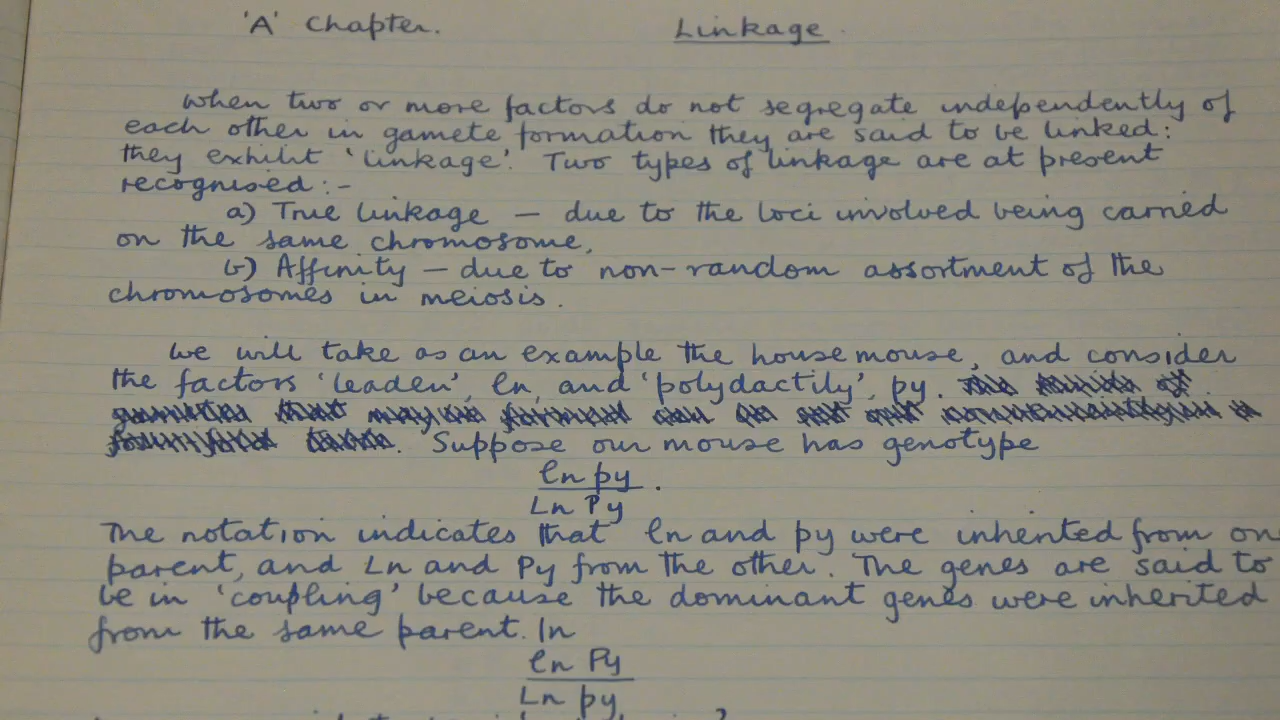 'A' Chapter. Linkage
When two or more factors do not segregate independently of
each other in gamete formation they are said to be linked:
they exhibit 'linkage'. Two types of linkage are at present
recognised:-
a) True linkage — due to the loci involved being carried
on the same chromosome,
b) Affinity — due to non-random assortment of the
chromosomes in meiosis.
We will take as an example the house mouse, and consider
the factors 'leaden', ln, and 'polydactily', py.
Suppose our mouse has genotype
ln py
Ln Py.
The notation indicates that ln and py were inherited from on
parent, and Ln and Py from the other. The genes are said to
be in 'coupling' because the dominant genes were inherited
from the same parent. In
ln Py
Ln py